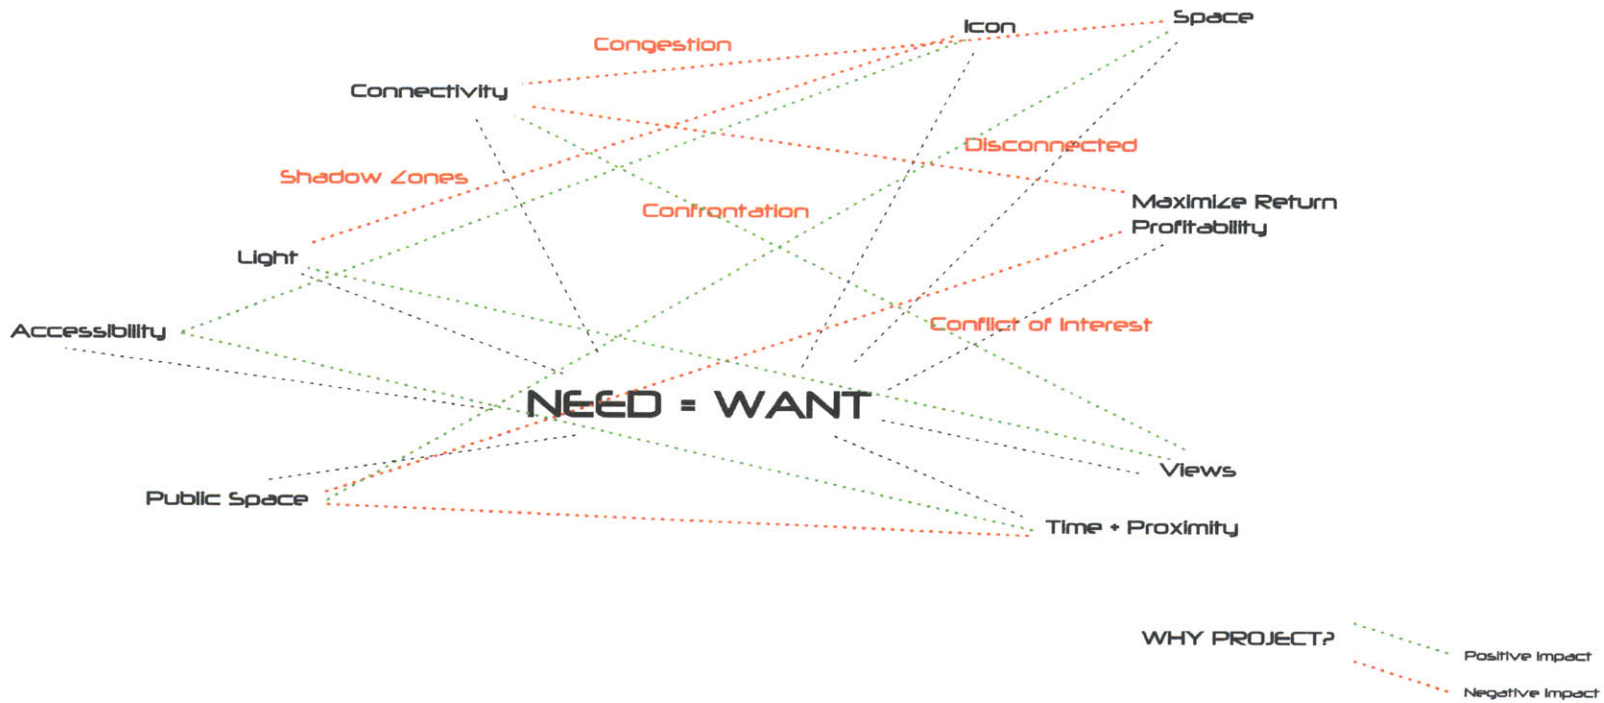 Icon
Space
Congestion
Connectivity
Disconnected
Shadow Zones
Confrontation
Maximize Return
Profitability
Light
Accessibility
Conflict of Interest
NEED = WANT
Public Space
Views
Time + Proximity
WHY PROJECT?
Positive Impact
Negative Impact